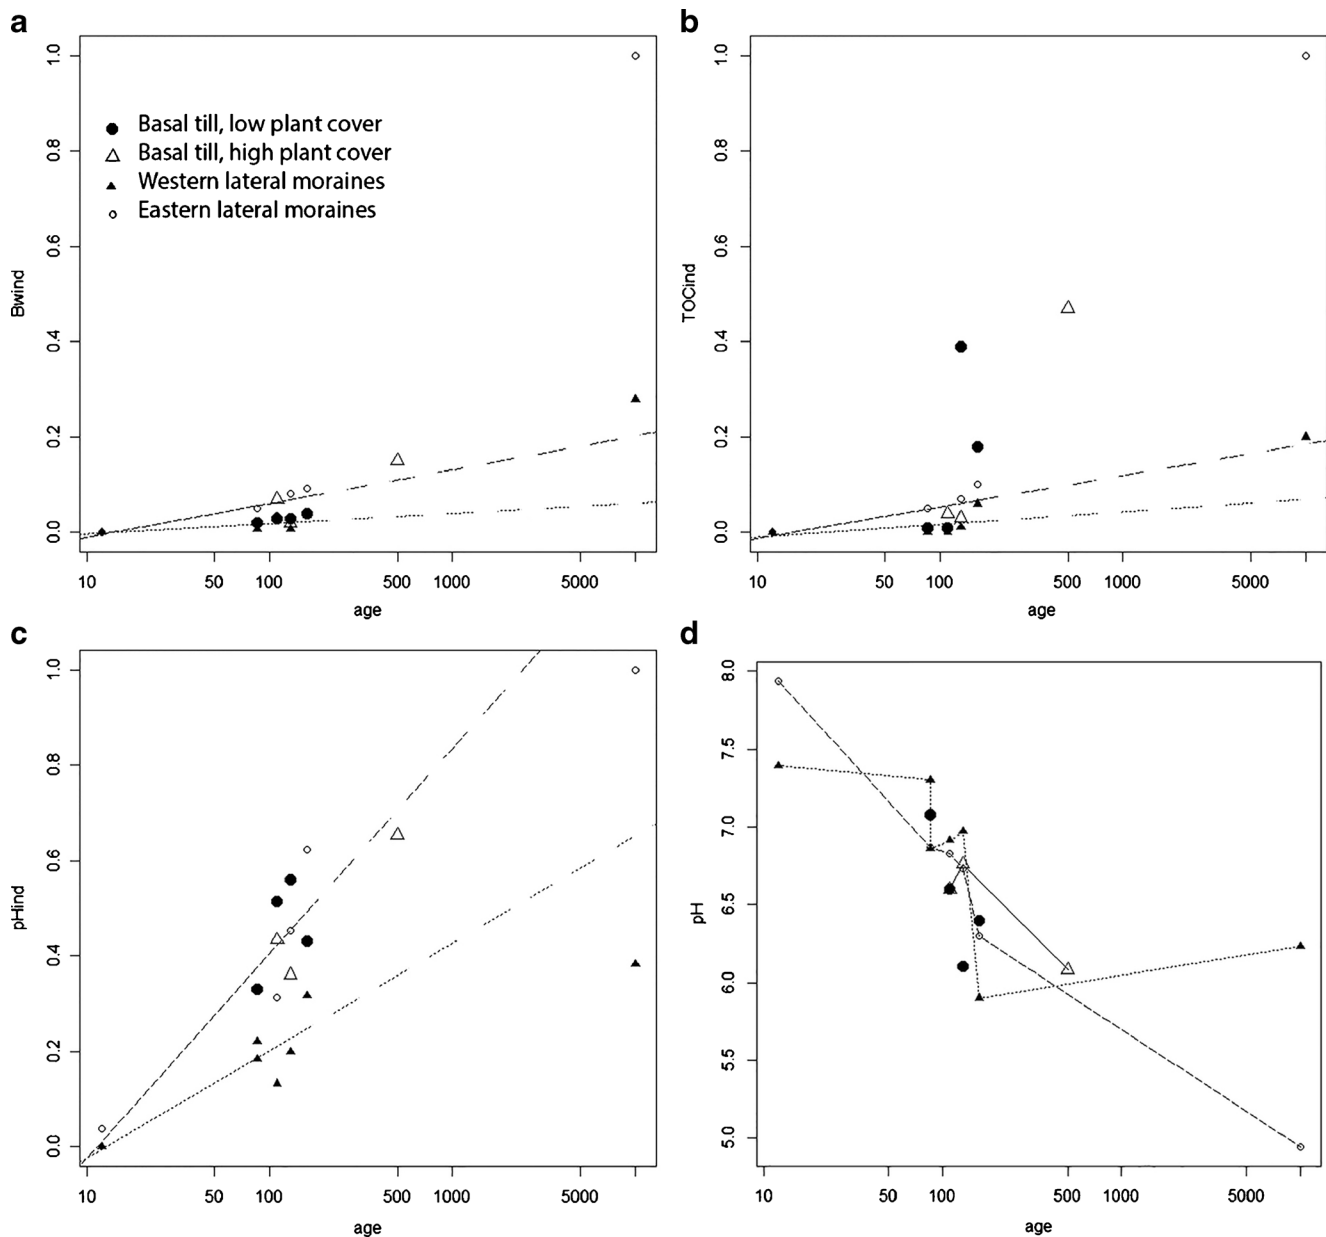 a
1.0
0.8
0.6
0.4
0.2
0.0
Bwind
Basal till, low plant cover
Basal till, high plant cover
Western lateral moraines
Eastern lateral moraines
10 50 100 500 1000 5000
age
b
1.0
0.8
0.6
0.4
0.2
0.0
TOCind
10 50 100 500 1000 5000
age
c
1.0
0.8
0.6
0.4
0.2
0.0
pHind
10 50 100 500 1000 5000
age
d
8.0
7.5
7.0
6.5
6.0
5.5
5.0
pH
10 50 100 500 1000 5000
age